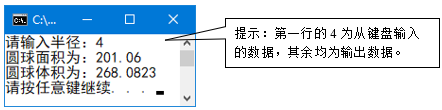 C:\...
请输入半径：4
圆球面积为：201.06
圆球体积为：268.0823
请按任意键继续. . .
提示：第一行的 4 为从键盘输入
的数据，其余均为输出数据。